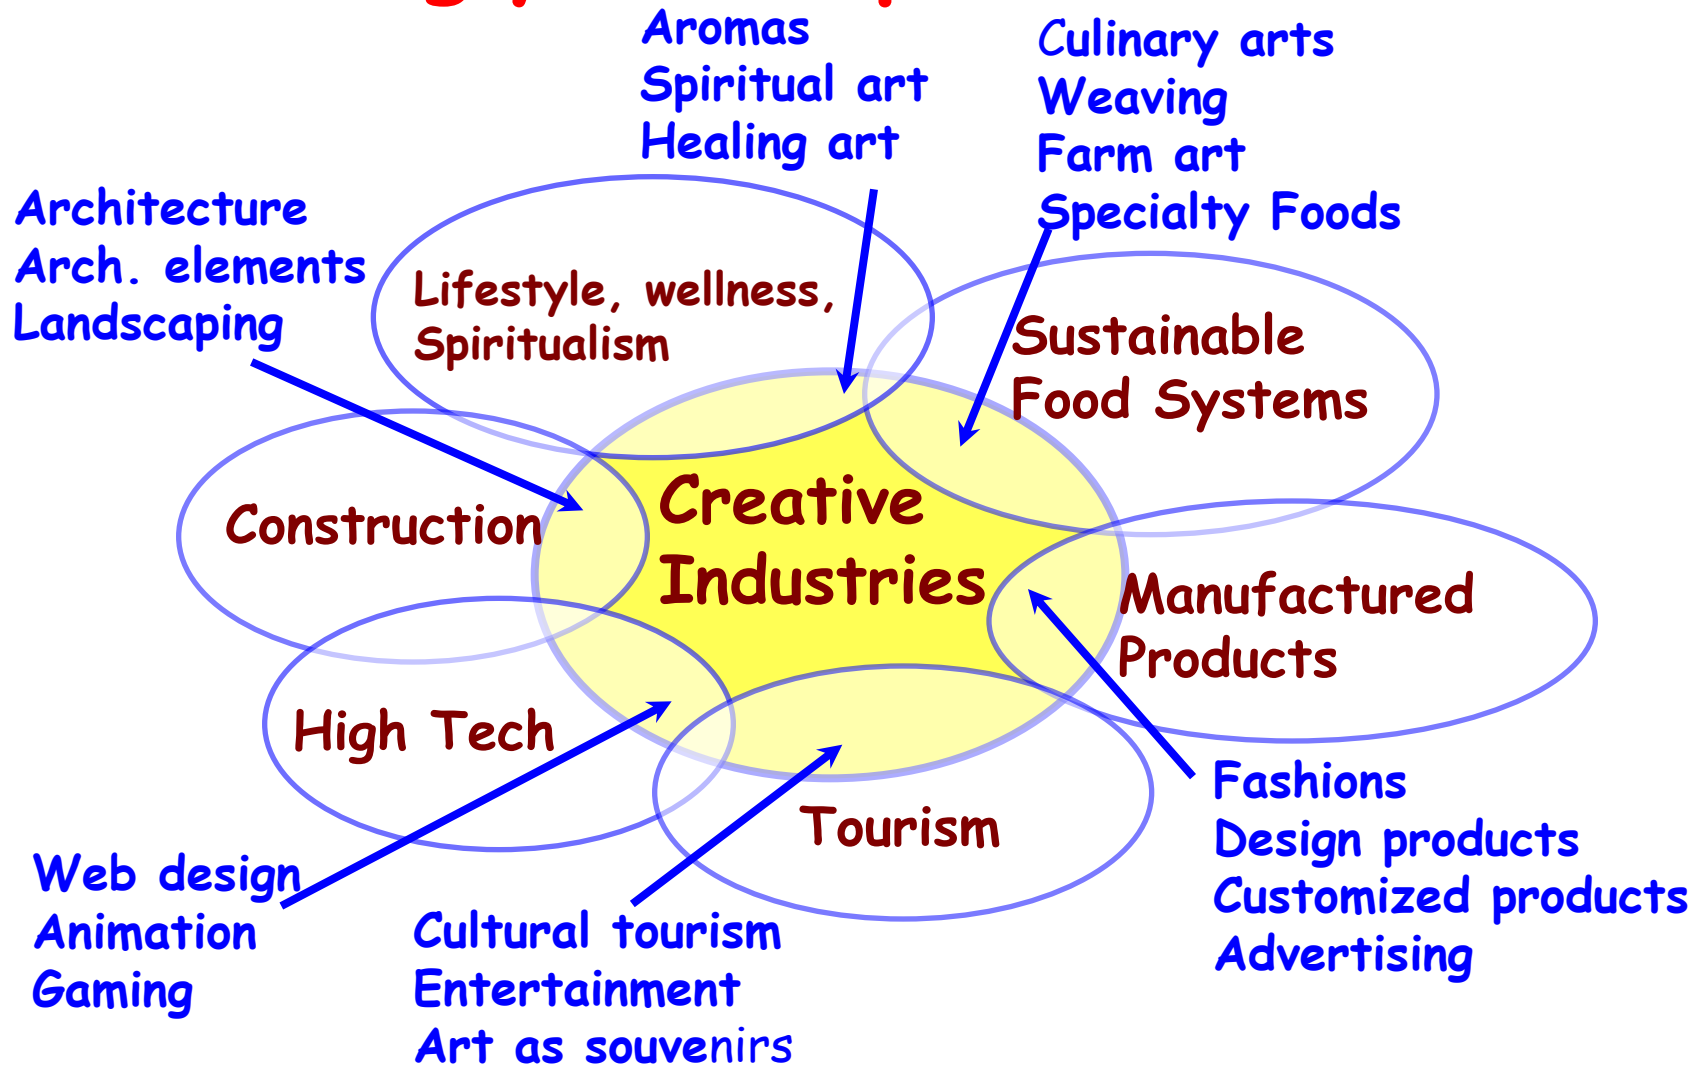 Aromas
Spiritual art
Healing art
Culinary arts
Weaving
Farm art
Specialty Foods
Architecture
Arch. elements
Landscaping
Lifestyle, wellness,
Spiritualism
Sustainable
Food Systems
Construction
Creative
Industries
Manufactured
Products
High Tech
Tourism
Web design
Animation
Gaming
Cultural tourism
Entertainment
Art as souvenirs
Fashions
Design products
Customized products
Advertising